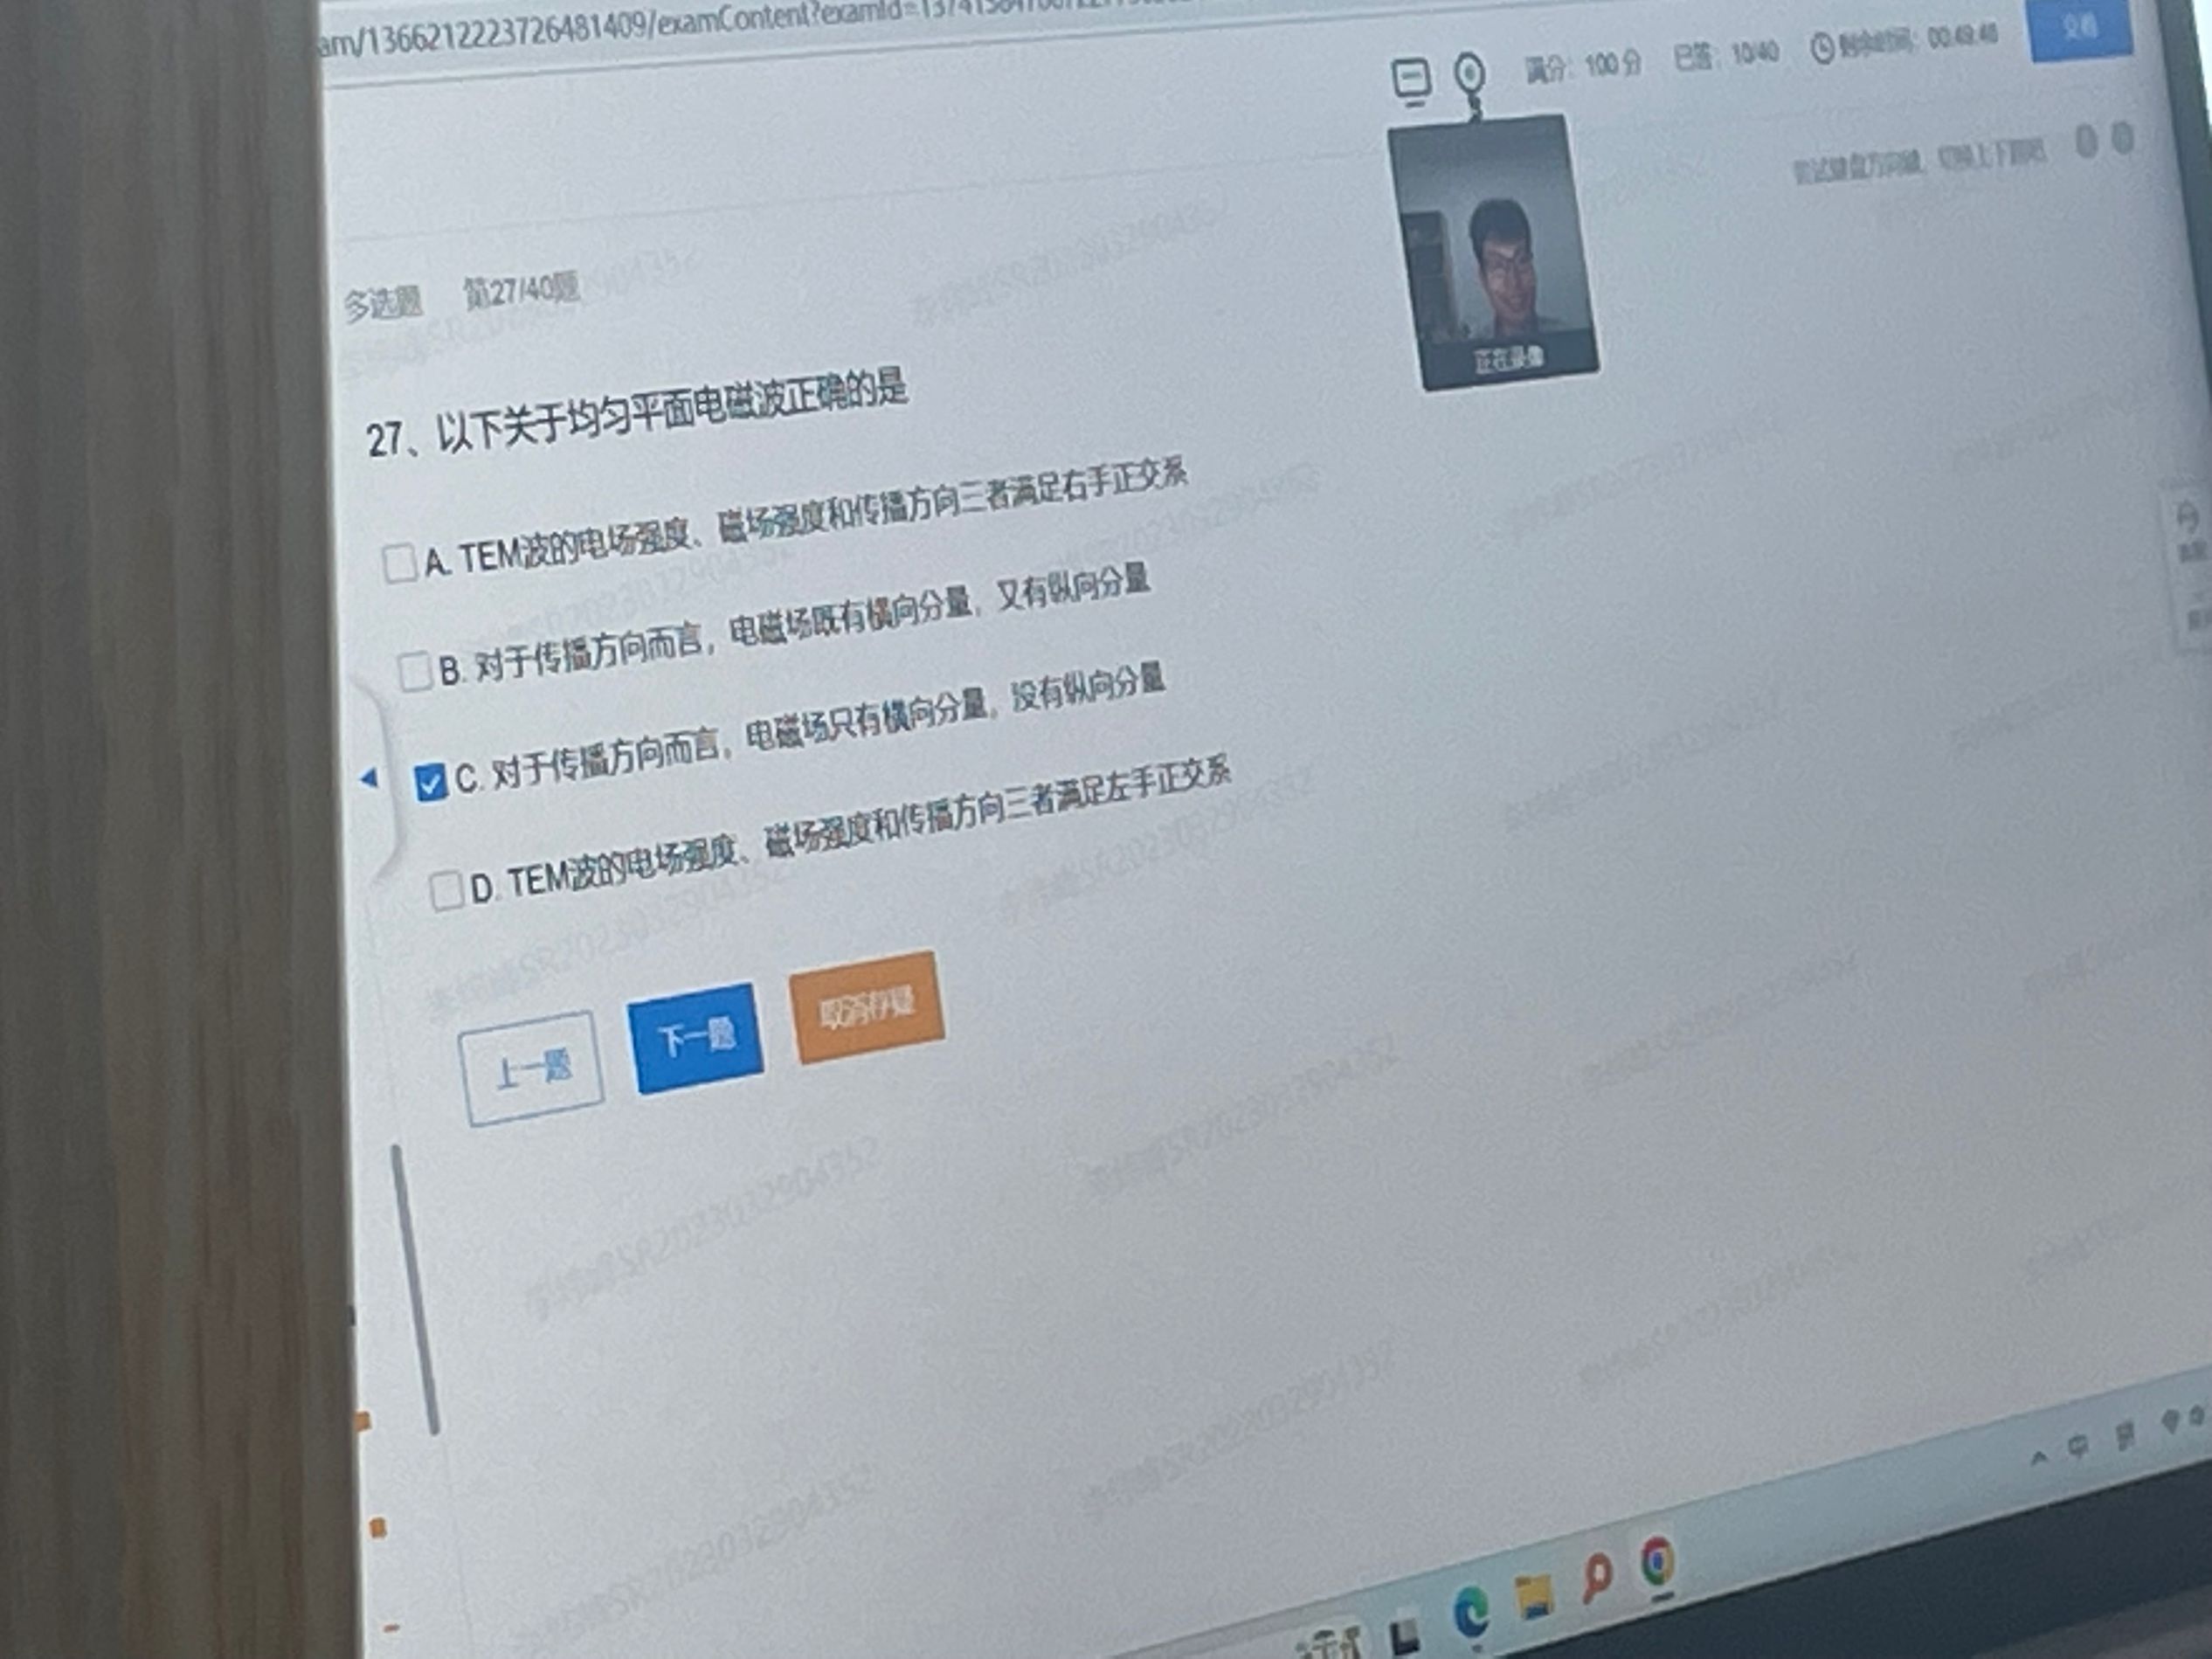 am/1366212223726481409/examContent?examId=
满分：100分 已答：10/40 剩余时间：00:49:48 交卷
正在录像
多选题 第27/40题
27、以下关于均匀平面电磁波正确的是
A. TEM波的电场强度、磁场强度和传播方向三者满足右手正交系
B. 对于传播方向而言，电磁场既有横向分量，又有纵向分量
C. 对于传播方向而言，电磁场只有横向分量，没有纵向分量
D. TEM波的电场强度、磁场强度和传播方向三者满足左手正交系
上一题 下一题 取消存疑
中 拼